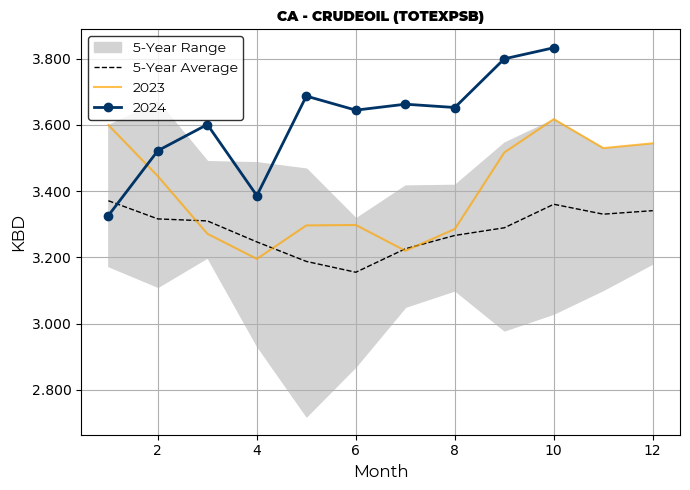 CA - CRUDEOIL (TOTEXPSB)
5-Year Range
5-Year Average
2023
2024
3.800
3.600
3.400
3.200
3.000
2.800
KBD
2 4 6 8 10 12
Month